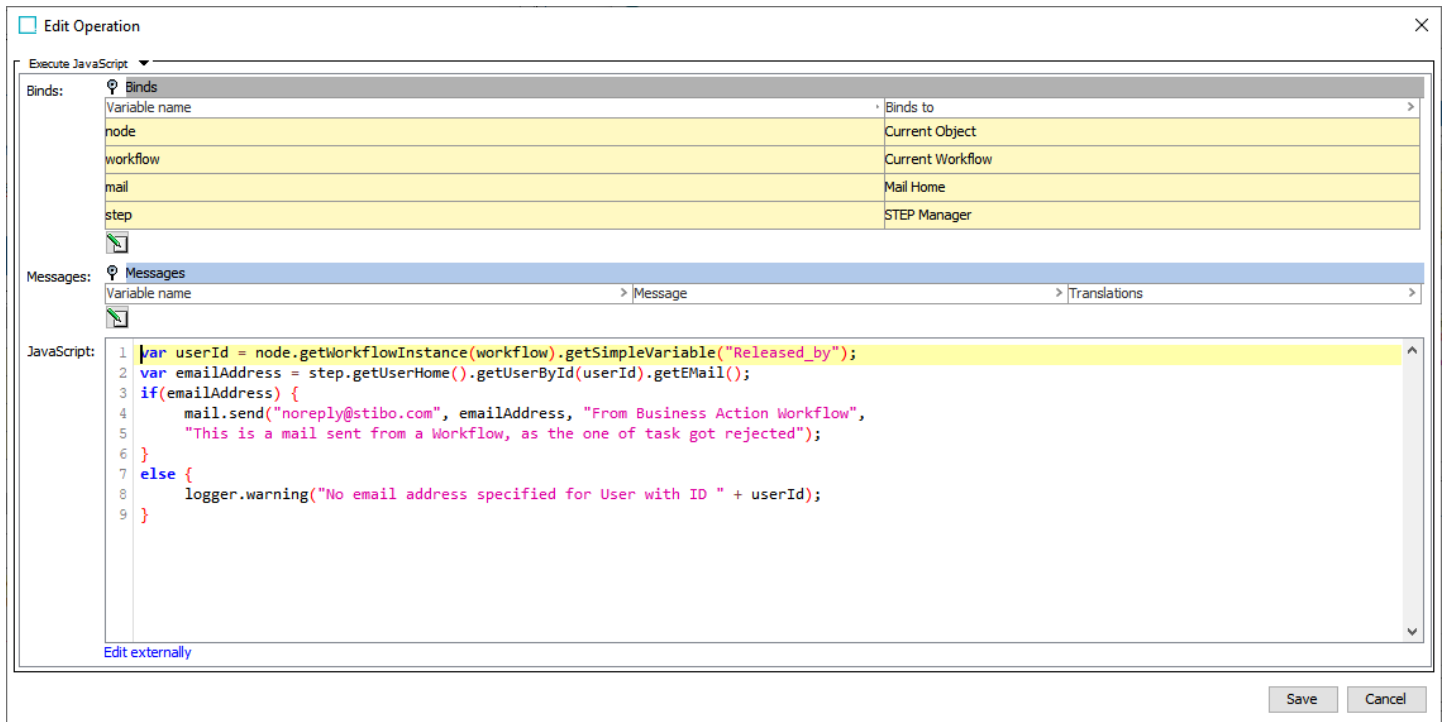 Edit Operation
Execute JavaScript
Binds:
Binds
Variable name
Binds to
node
Current Object
workflow
Current Workflow
mail
Mail Home
step
STEP Manager
Messages:
Messages
Variable name
Message
Translations
JavaScript:
1 var userId = node.getWorkflowInstance(workflow).getSimpleVariable("Released_by");
2 var emailAddress = step.getUserHome().getUserById(userId).getEMail();
3 if(emailAddress) {
4 mail.send("noreply@stibo.com", emailAddress, "From Business Action Workflow",
5 "This is a mail sent from a Workflow, as the one of task got rejected");
6 }
7 else {
8 logger.warning("No email address specified for User with ID " + userId);
9 }
Edit externally
Save
Cancel